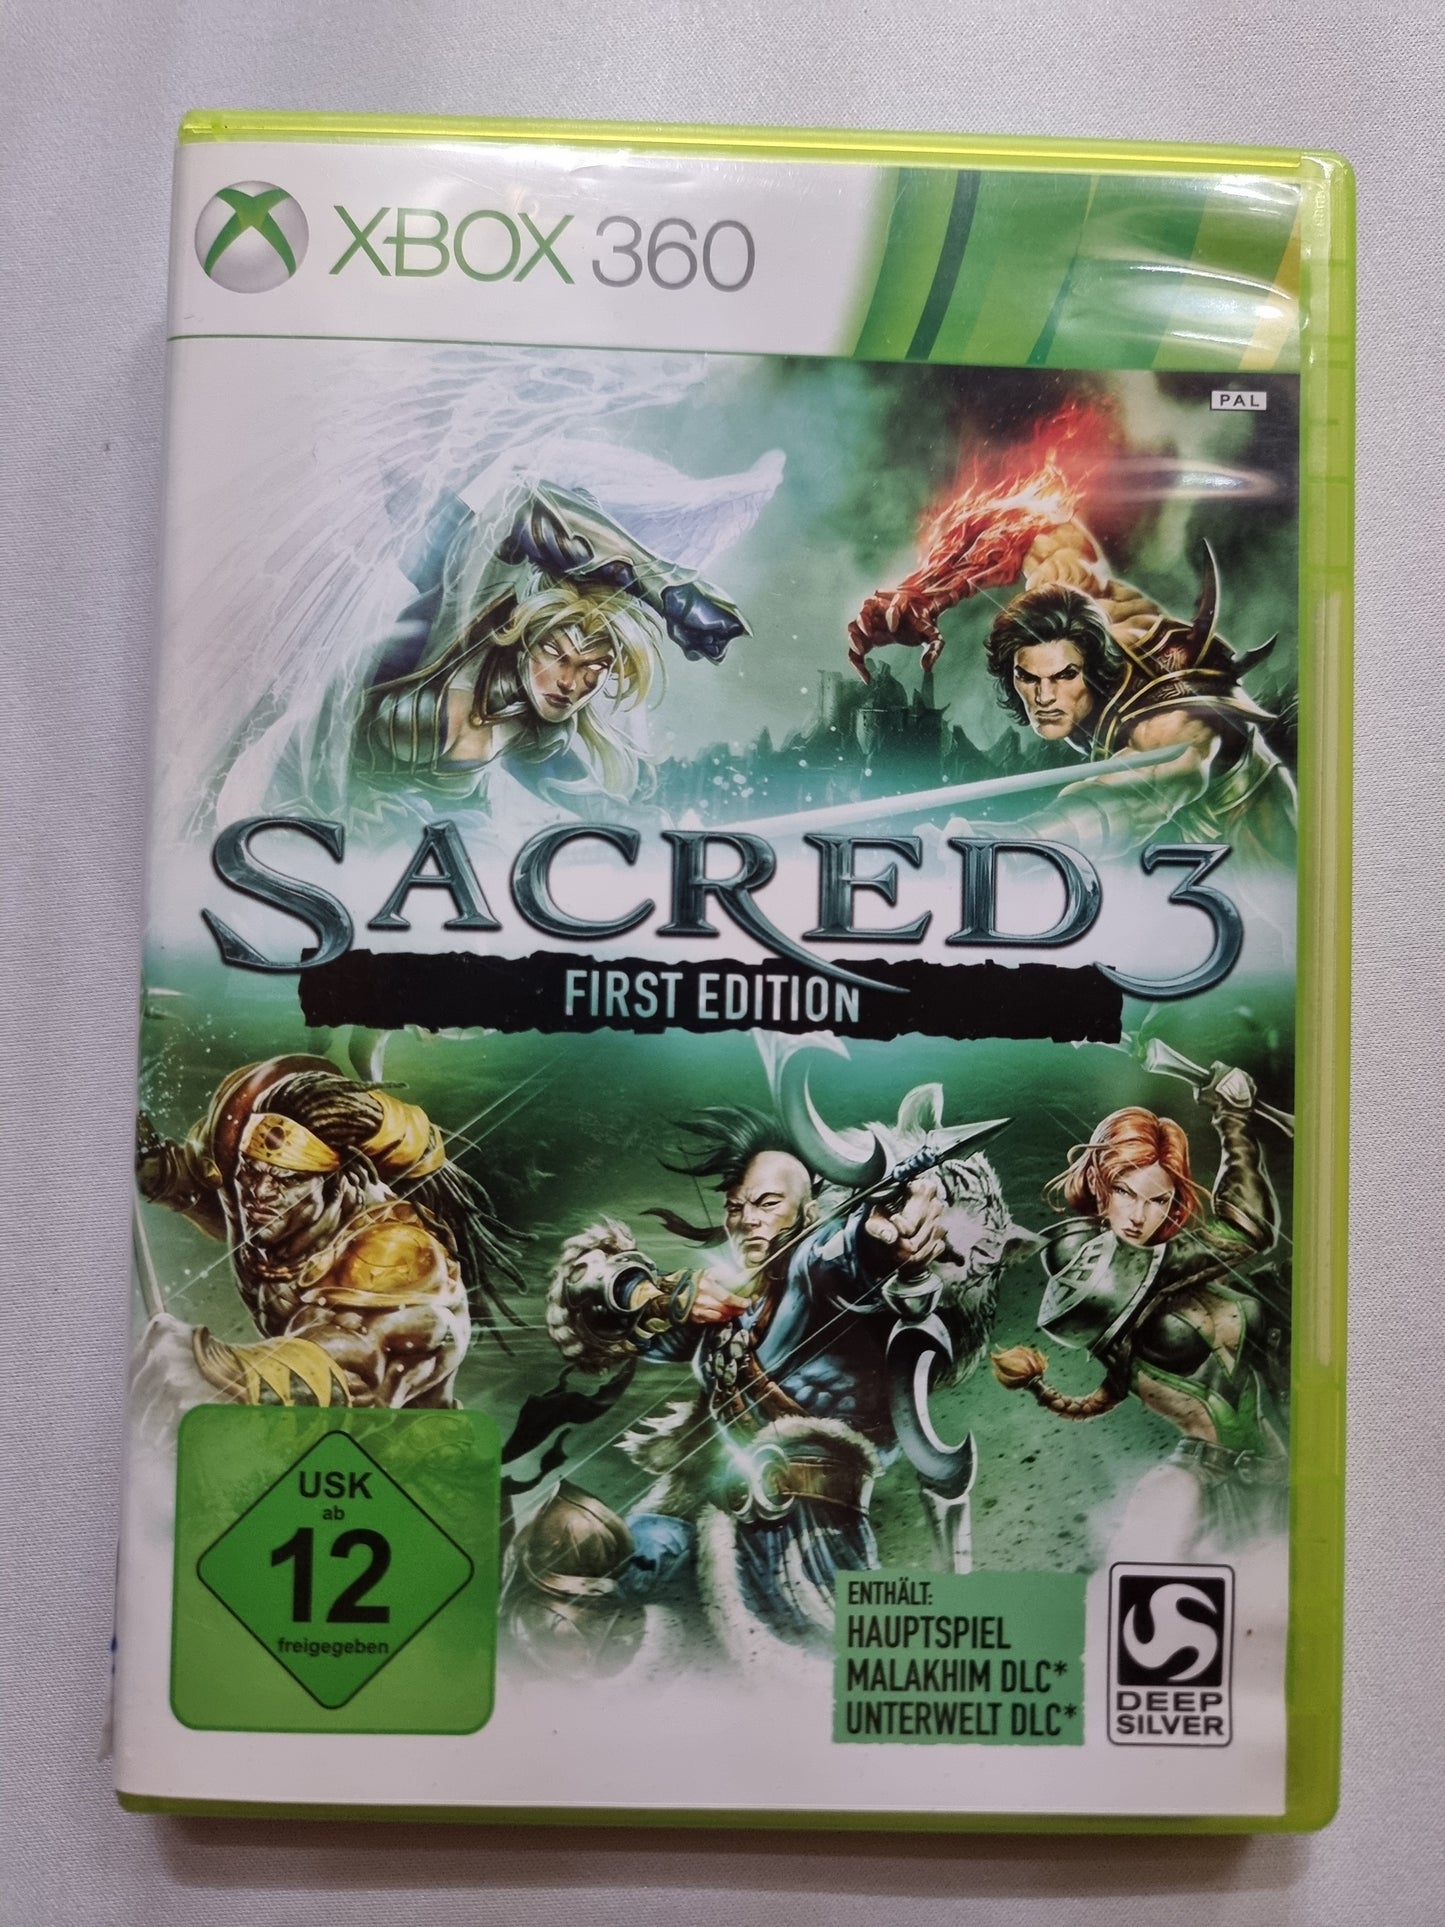 XBOX 360
PAL
SACRED 3
FIRST EDITION
USK
ab
12
freigegeben
ENTHÄLT:
HAUPTSPIEL
MALAKHIM DLC*
UNTERWELT DLC*
DEEP
SILVER